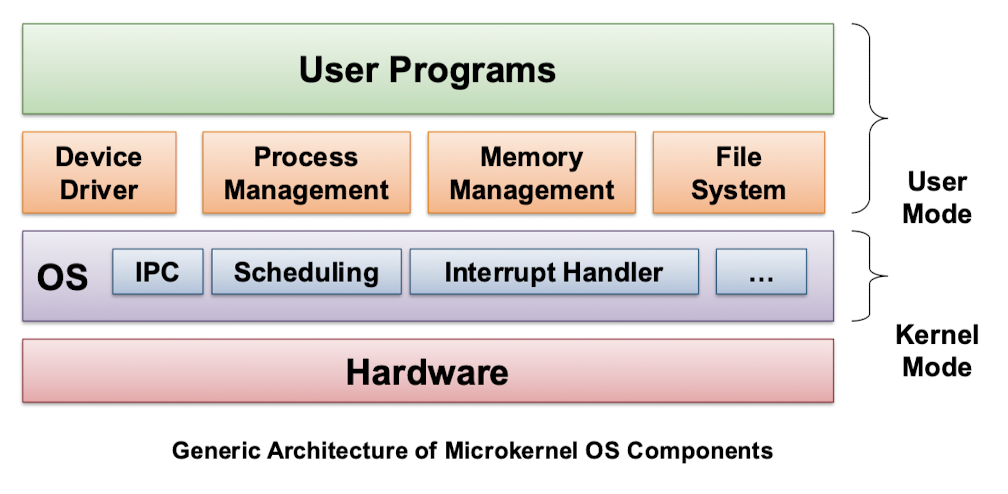 User Programs
Device
Driver
Process
Management
Memory
Management
File
System
User
Mode
OS
IPC
Scheduling
Interrupt Handler
...
Kernel
Mode
Hardware
Generic Architecture of Microkernel OS Components